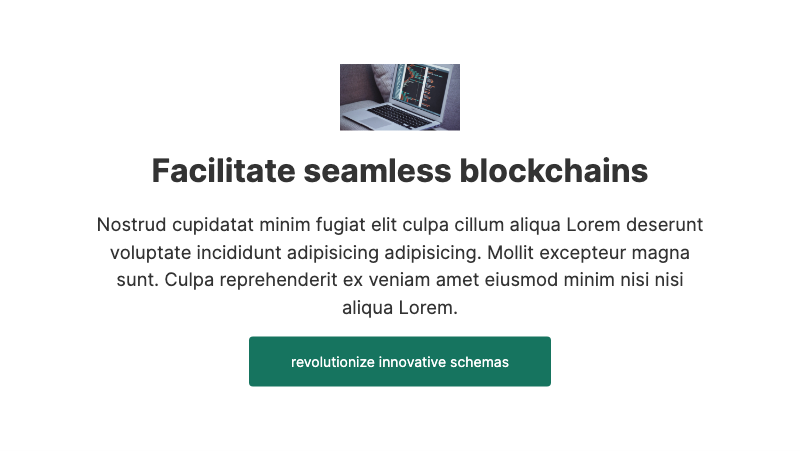 Facilitate seamless blockchains
Nostrud cupidatat minim fugiat elit culpa cillum aliqua Lorem deserunt
voluptate incididunt adipisicing adipisicing. Mollit excepteur magna
sunt. Culpa reprehenderit ex veniam amet eiusmod minim nisi nisi
aliqua Lorem.
revolutionize innovative schemas